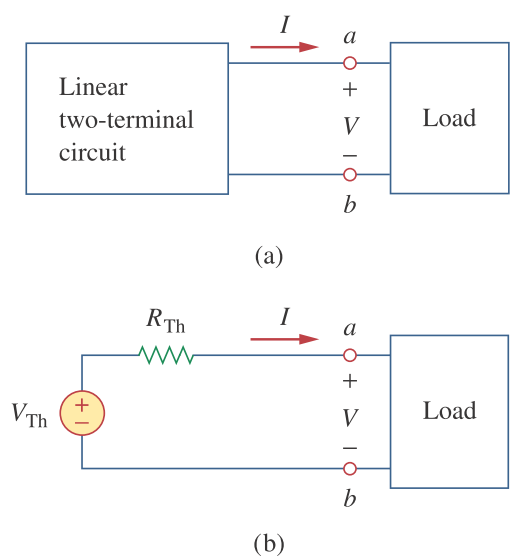 I
a
Linear
two-terminal
circuit
+
V
−
Load
b
(a)
R_Th
I
a
+
−
V_Th
+
V
−
Load
b
(b)